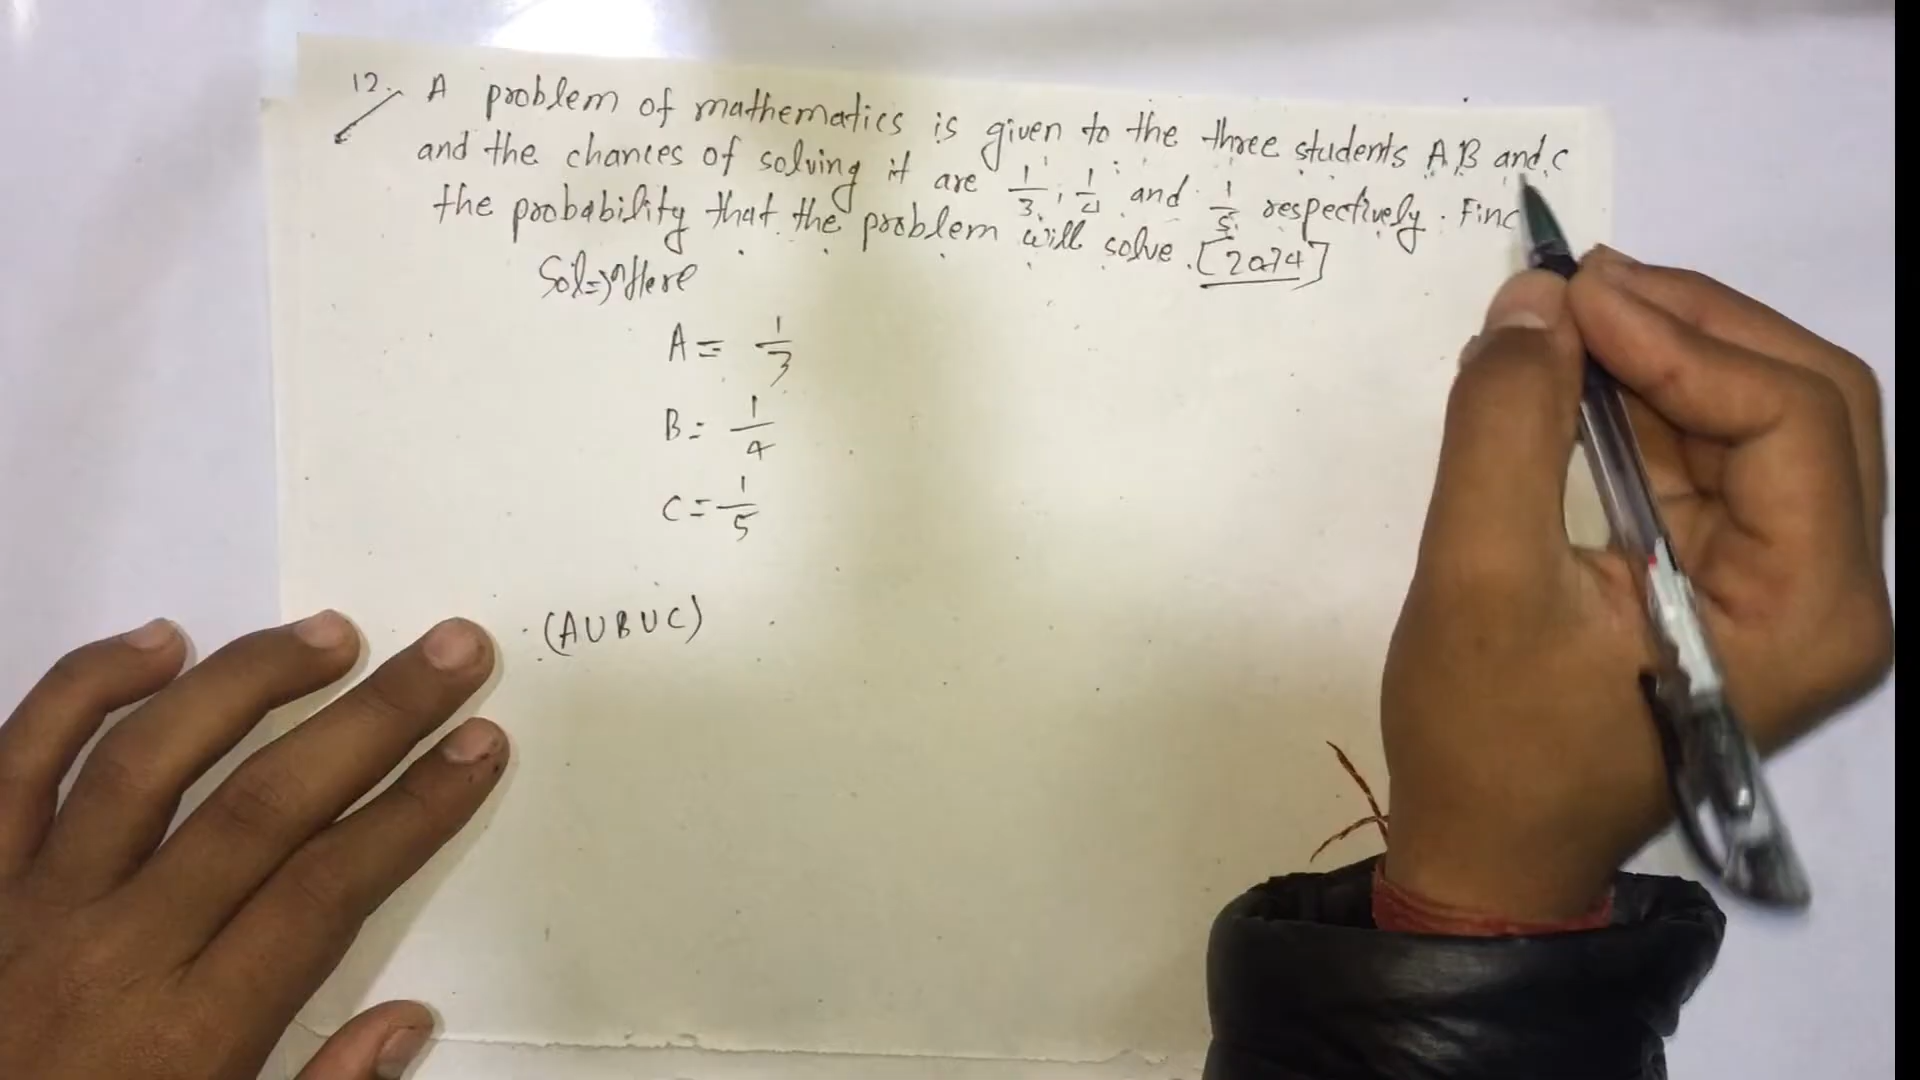 12. A problem of mathematics is given to the three students A, B and C
and the chances of solving it are 1/3, 1/4 and 1/5 respectively. Find
the probability that the problem will solve. [2074]
Solⁿ⇒ Here
A = 1/3
B = 1/4
C = 1/5
(A∪B∪C)